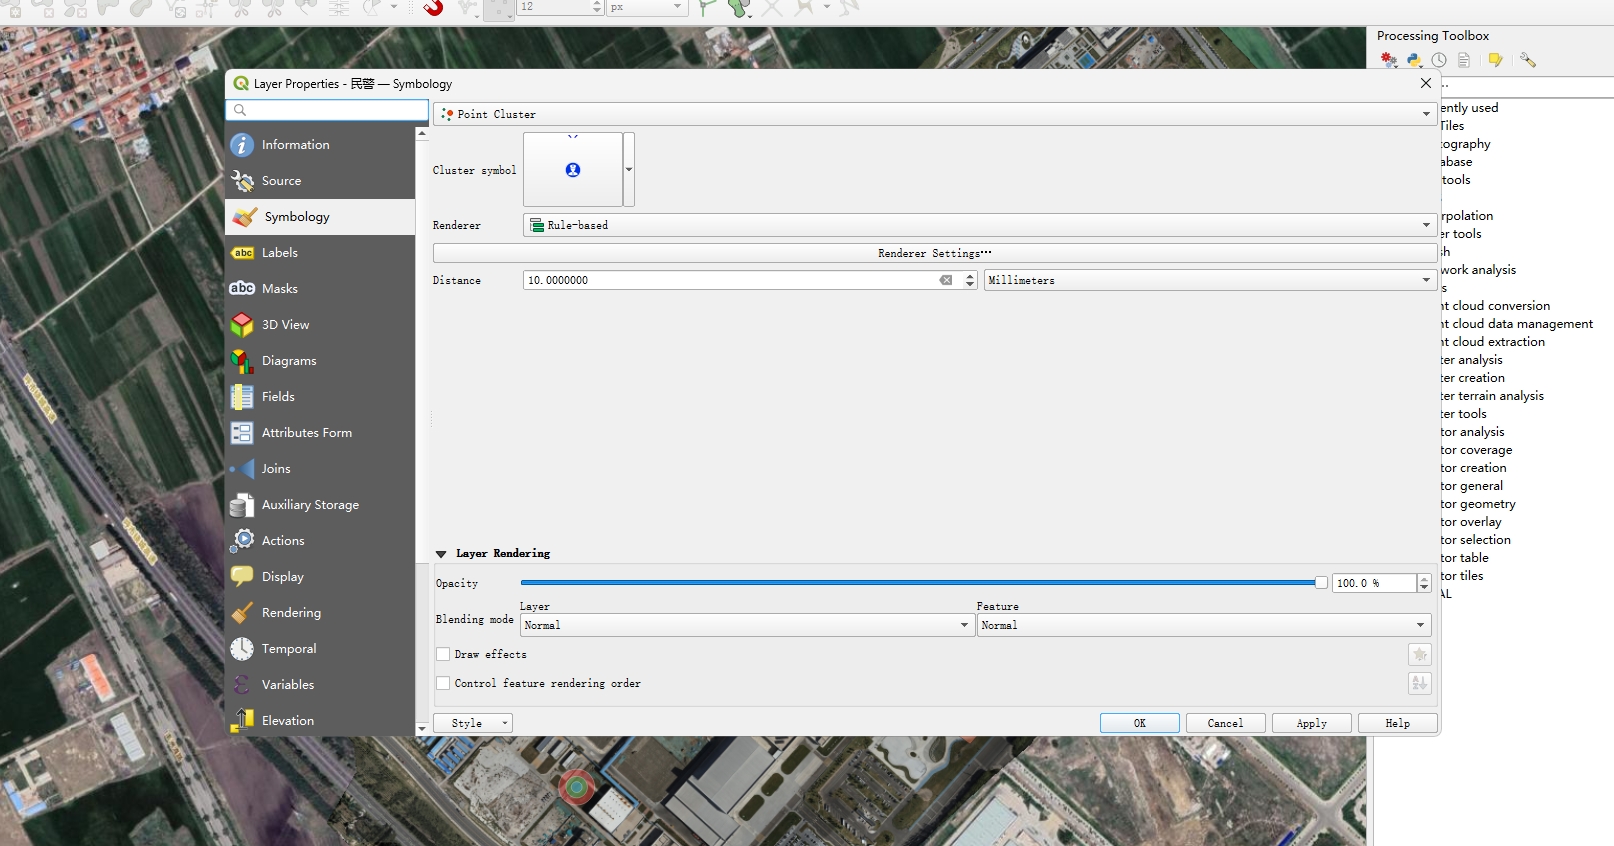 12
px
Processing Toolbox
Layer Properties - 民警 — Symbology
Point Cluster
Information
Source
Symbology
Labels
Masks
3D View
Diagrams
Fields
Attributes Form
Joins
Auxiliary Storage
Actions
Display
Rendering
Temporal
Variables
Elevation
Cluster symbol
Renderer
Rule-based
Renderer Settings…
Distance
10.0000000
Millimeters
Layer Rendering
Opacity
100.0 %
Blending mode
Layer
Normal
Feature
Normal
Draw effects
Control feature rendering order
Style
OK
Cancel
Apply
Help
ently used
Tiles
tography
abase
tools
rpolation
er tools
sh
work analysis
s
nt cloud conversion
nt cloud data management
nt cloud extraction
ter analysis
ter creation
ter terrain analysis
ter tools
tor analysis
tor coverage
tor creation
tor general
tor geometry
tor overlay
tor selection
tor table
tor tiles
AL